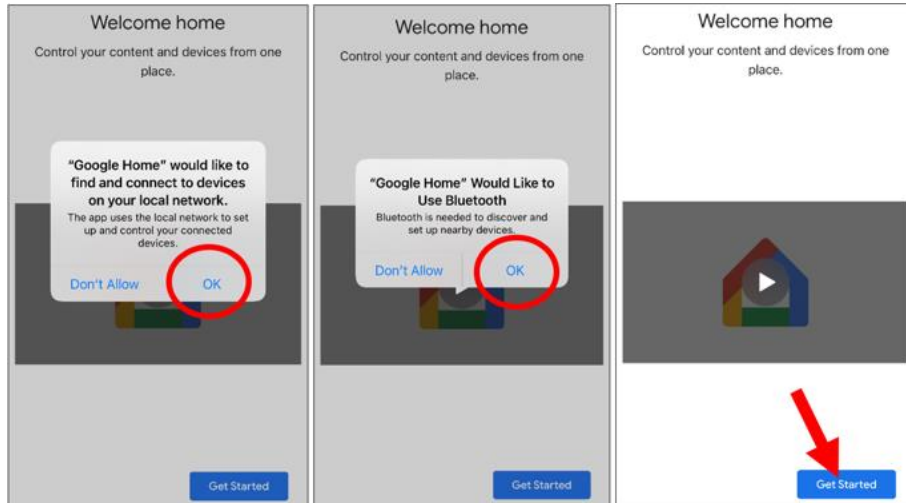 Welcome home
Control your content and devices from one
place.
"Google Home" would like to
find and connect to devices
on your local network.
The app uses the local network to set
up and control your connected
devices.
Don't Allow
OK
Get Started
Welcome home
Control your content and devices from one
place.
"Google Home" Would Like to
Use Bluetooth
Bluetooth is needed to discover and
set up nearby devices.
Don't Allow
OK
Get Started
Welcome home
Control your content and devices from one
place.
Get Started